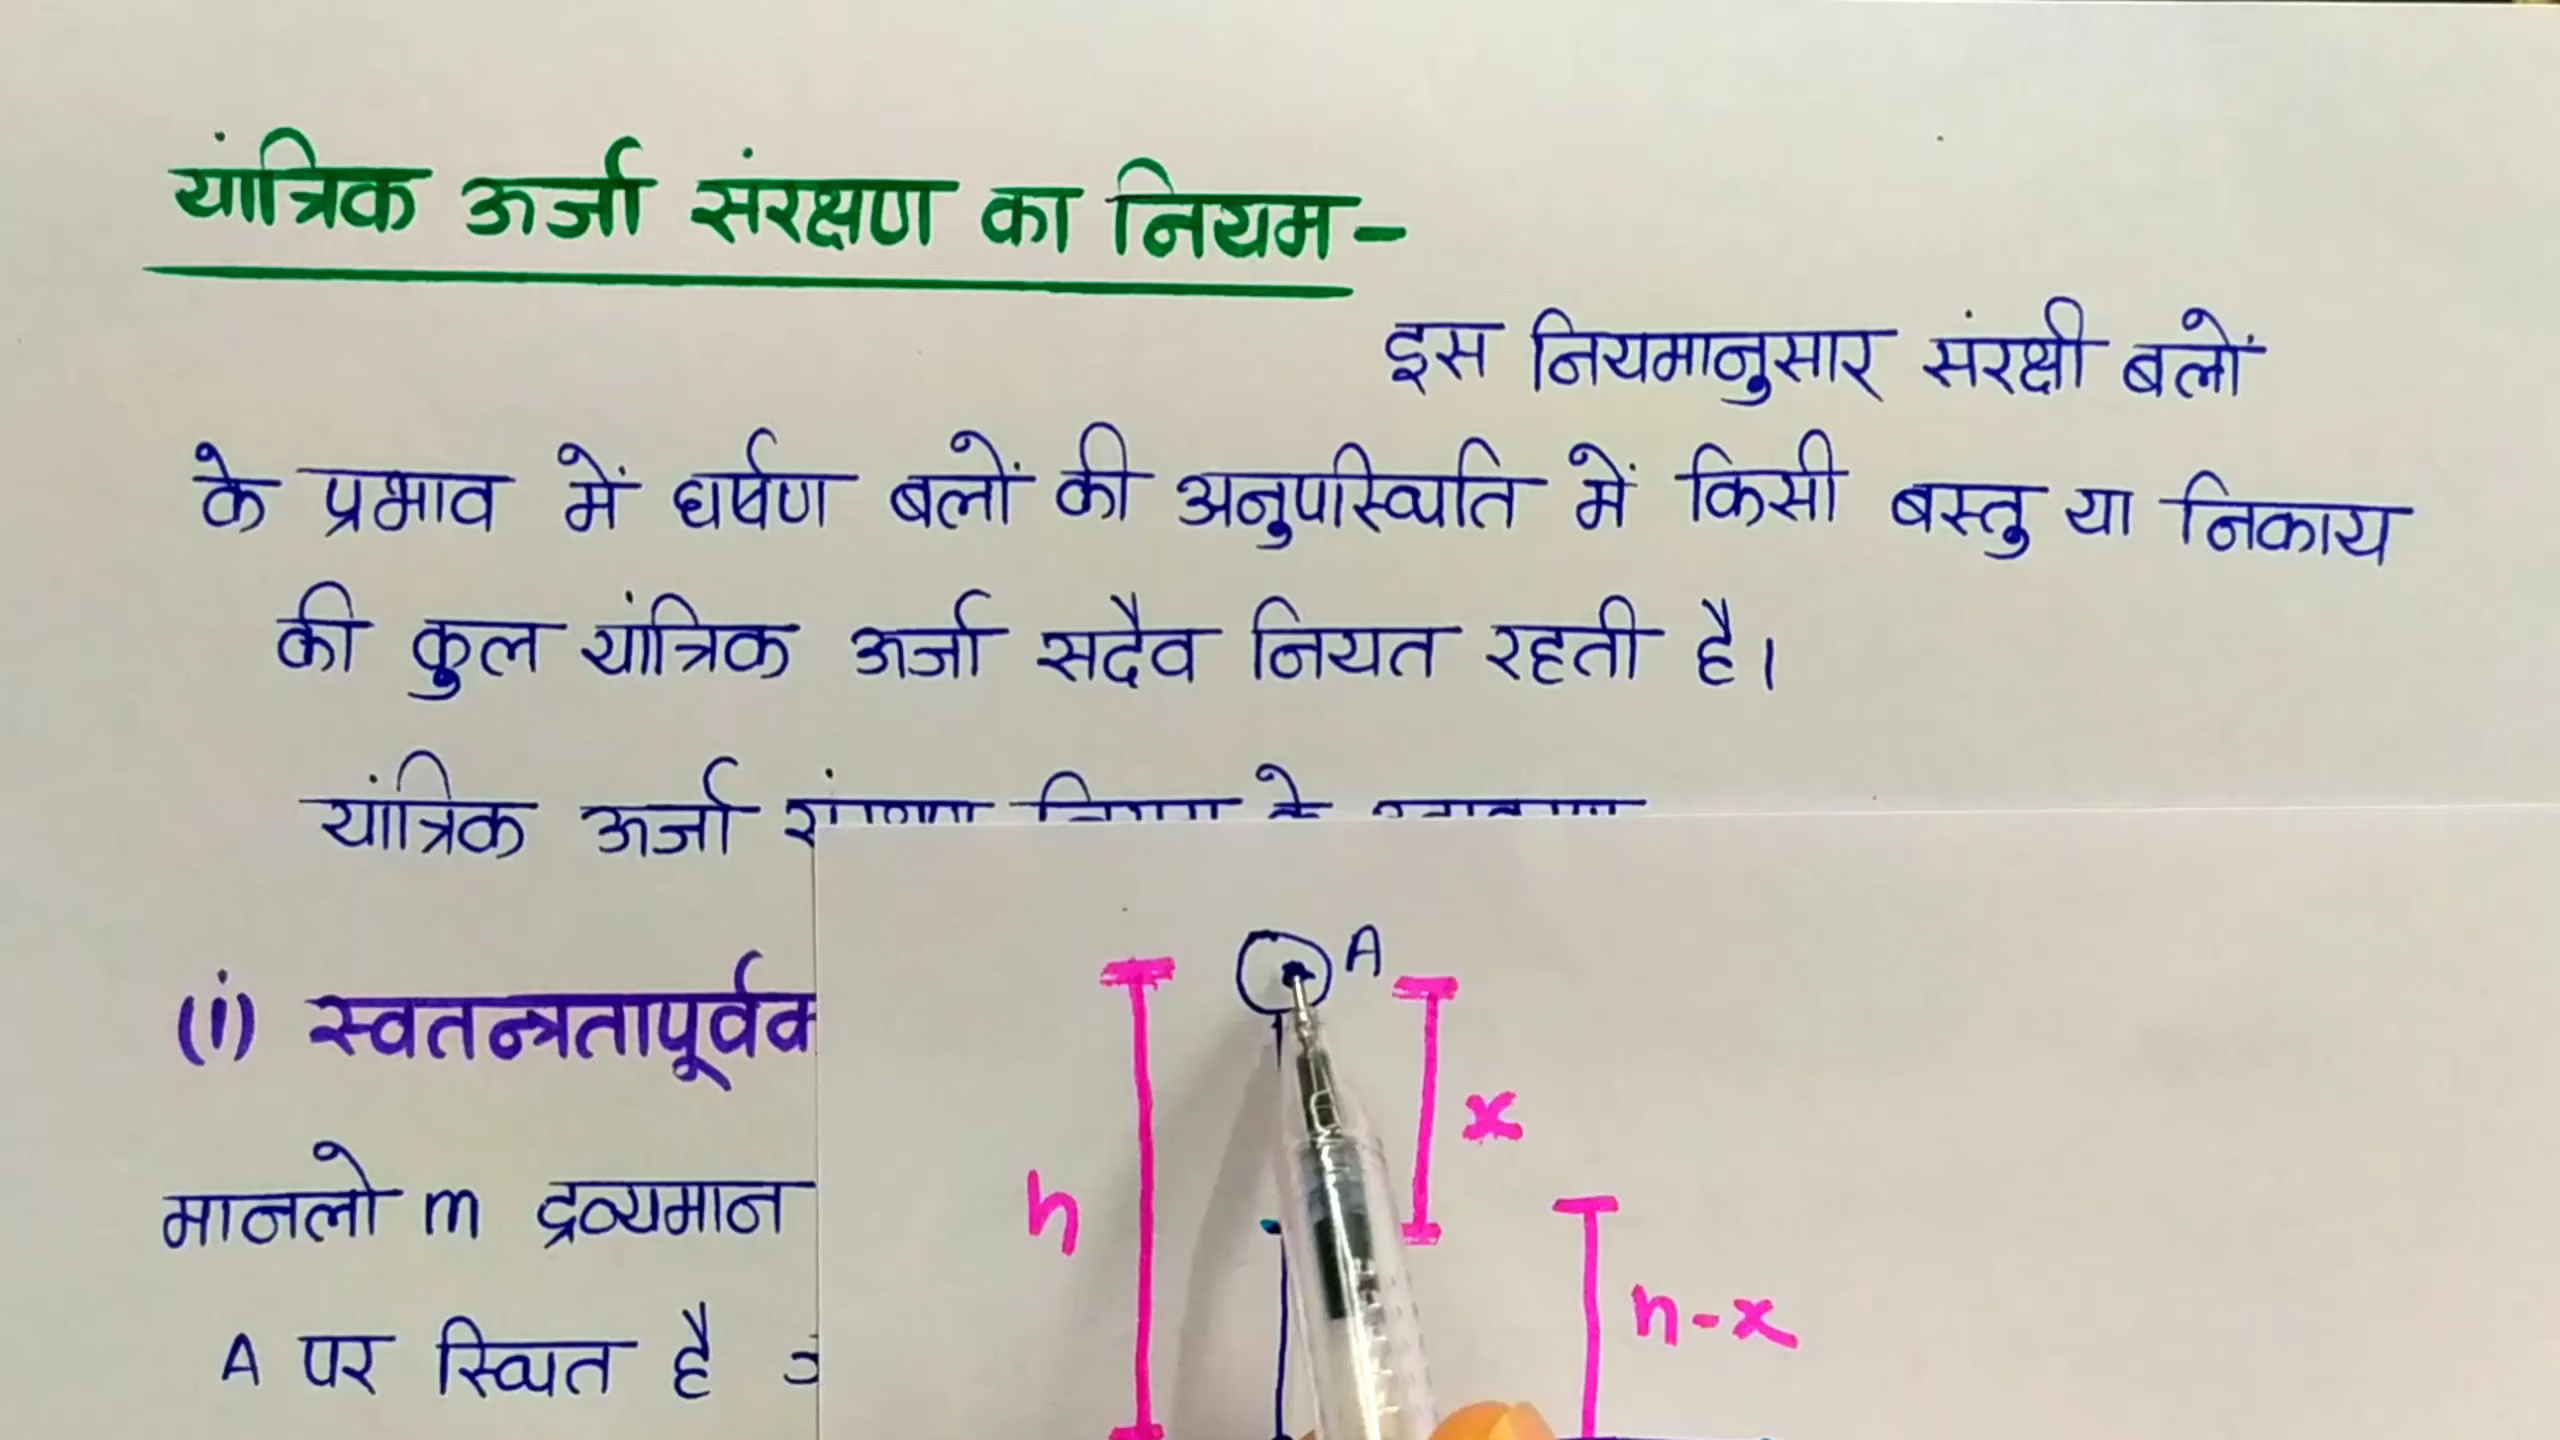 यांत्रिक ऊर्जा संरक्षण का नियम-
इस नियमानुसार संरक्षी बलों
के प्रभाव में घर्षण बलों की अनुपस्थिति में किसी बस्तु या निकाय
की कुल यांत्रिक ऊर्जा सदैव नियत रहती है।
यांत्रिक ऊर्जा
(i) स्वतन्त्रतापूर्वक
मानलो m द्रव्यमान
A पर स्थित है
A
x
h
h-x